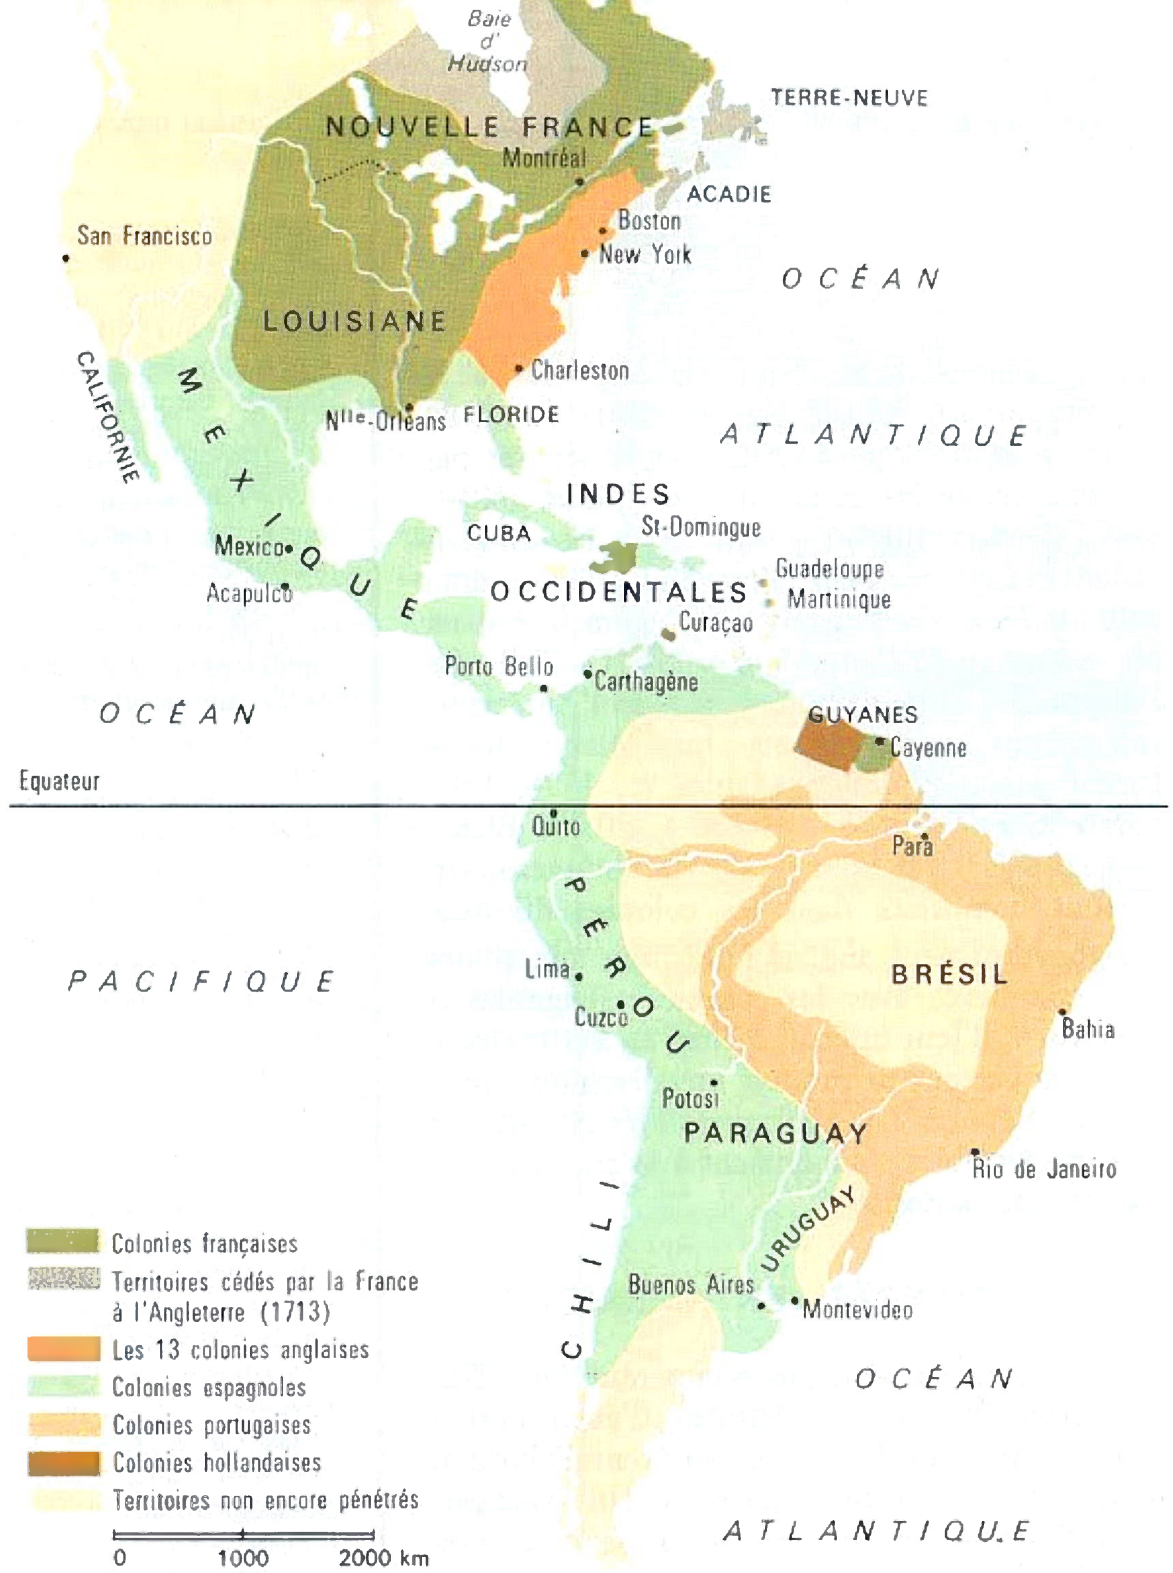 Baie
d'
Hudson
TERRE-NEUVE
NOUVELLE FRANCE
Montréal
ACADIE
Boston
San Francisco
New York
OCÉAN
LOUISIANE
CALIFORNIE
MEXIQUE
Charleston
Nlle-Orléans
FLORIDE
ATLANTIQUE
INDES
CUBA
St-Domingue
Mexico
Acapulco
Guadeloupe
OCCIDENTALES
Martinique
Curaçao
Porto Bello
Carthagène
OCÉAN
GUYANES
Cayenne
Equateur
Quito
Para
PÉROU
Lima
BRÉSIL
PACIFIQUE
Cuzco
Bahia
Potosi
PARAGUAY
Rio de Janeiro
CHILI
URUGUAY
Buenos Aires
Montevideo
OCÉAN
ATLANTIQU.E
Colonies françaises
Territoires cédés par la France
à l'Angleterre (1713)
Les 13 colonies anglaises
Colonies espagnoles
Colonies portugaises
Colonies hollandaises
Territoires non encore pénétrés
0 1000 2000 km